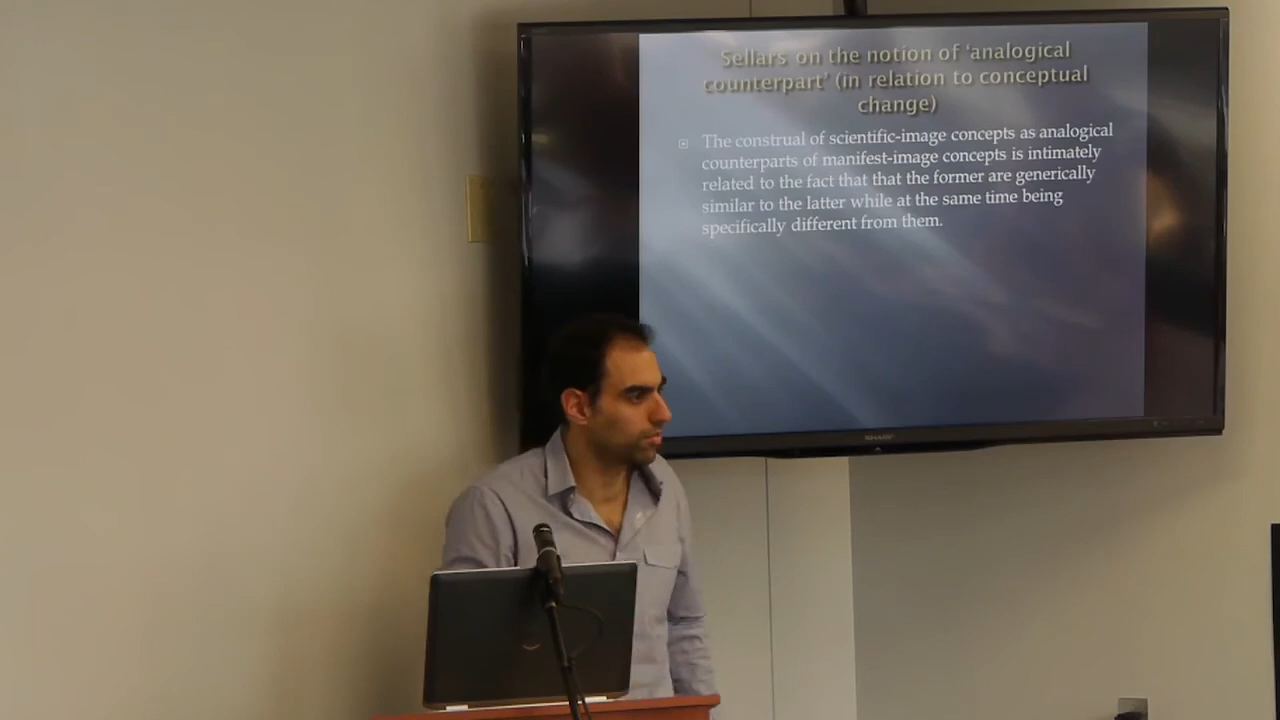 Sellars on the notion of 'analogical
counterpart' (in relation to conceptual
change)
The construal of scientific-image concepts as analogical
counterparts of manifest-image concepts is intimately
related to the fact that that the former are generically
similar to the latter while at the same time being
specifically different from them.
SHARP